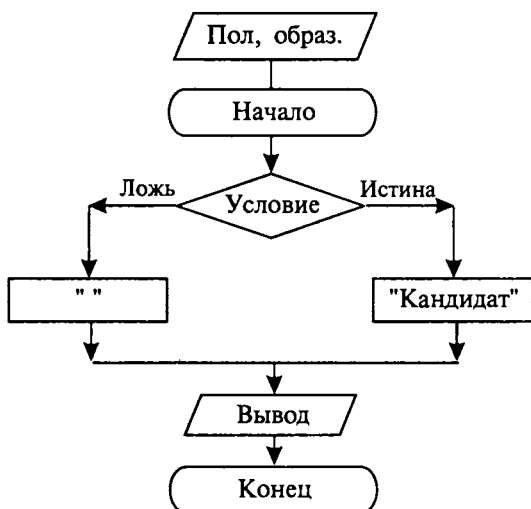 Пол, образ.
Начало
Ложь
Условие
Истина
" "
"Кандидат"
Вывод
Конец